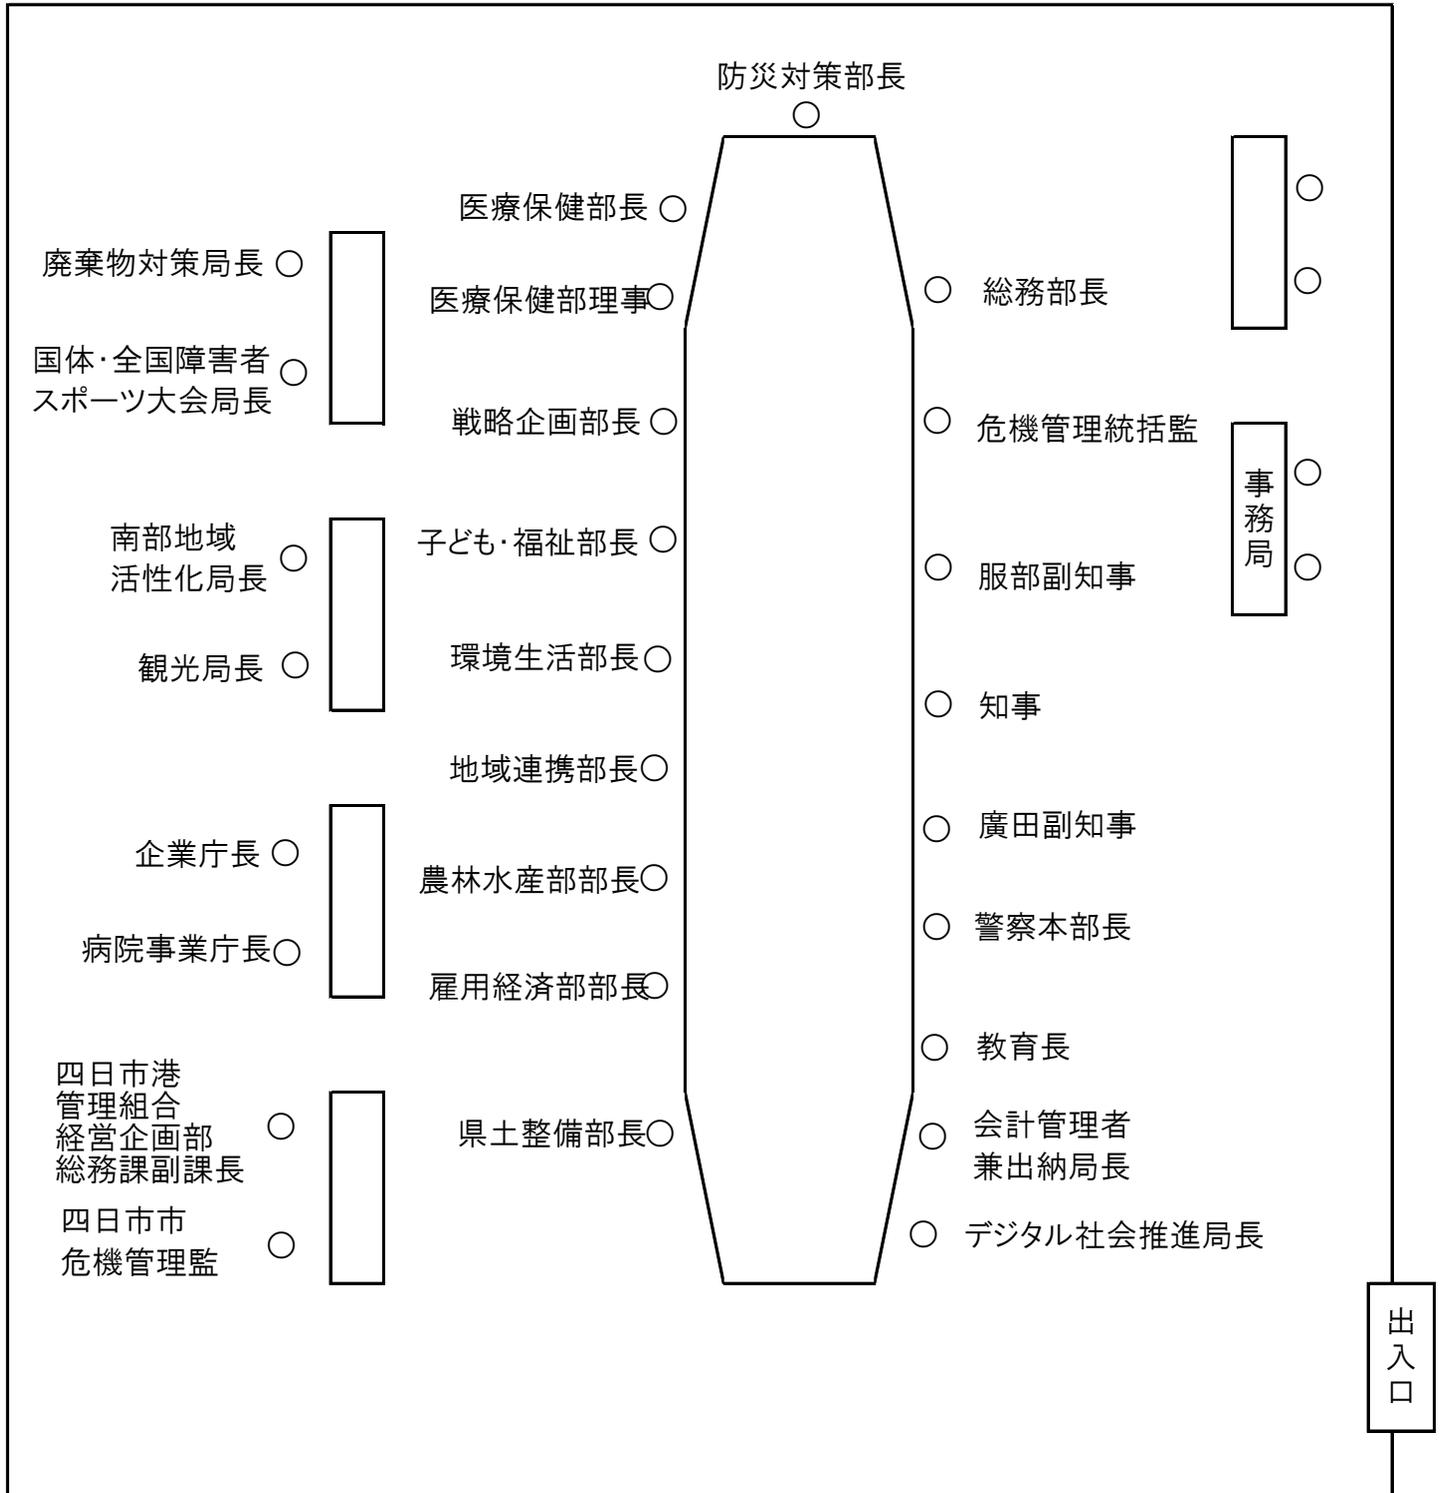 防災対策部長
医療保健部長
廃棄物対策局長
医療保健部理事
総務部長
国体・全国障害者
スポーツ大会局長
戦略企画部長
危機管理統括監
事務局
南部地域
活性化局長
子ども・福祉部長
服部副知事
観光局長
環境生活部長
知事
地域連携部長
廣田副知事
企業庁長
農林水産部部長
警察本部長
病院事業庁長
雇用経済部部長
教育長
四日市港
管理組合
経営企画部
総務課副課長
県土整備部長
会計管理者
兼出納局長
四日市市
危機管理監
デジタル社会推進局長
出入口